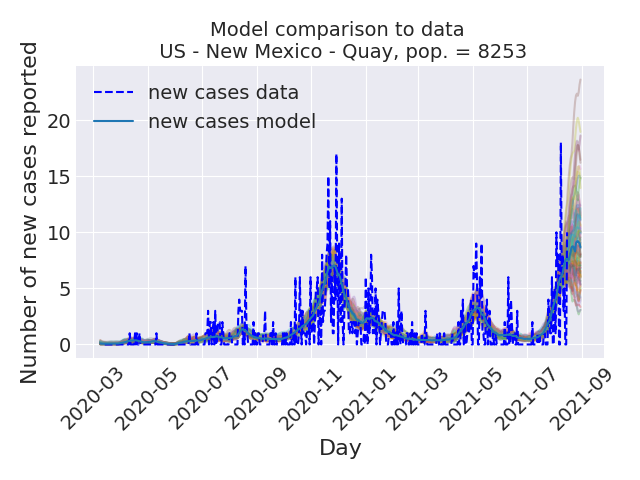 Model comparison to data
US - New Mexico - Quay, pop. = 8253
Number of new cases reported
new cases data
new cases model
20
15
10
5
0
2020-03
2020-05
2020-07
2020-09
2020-11
2021-01
2021-03
2021-05
2021-07
2021-09
Day